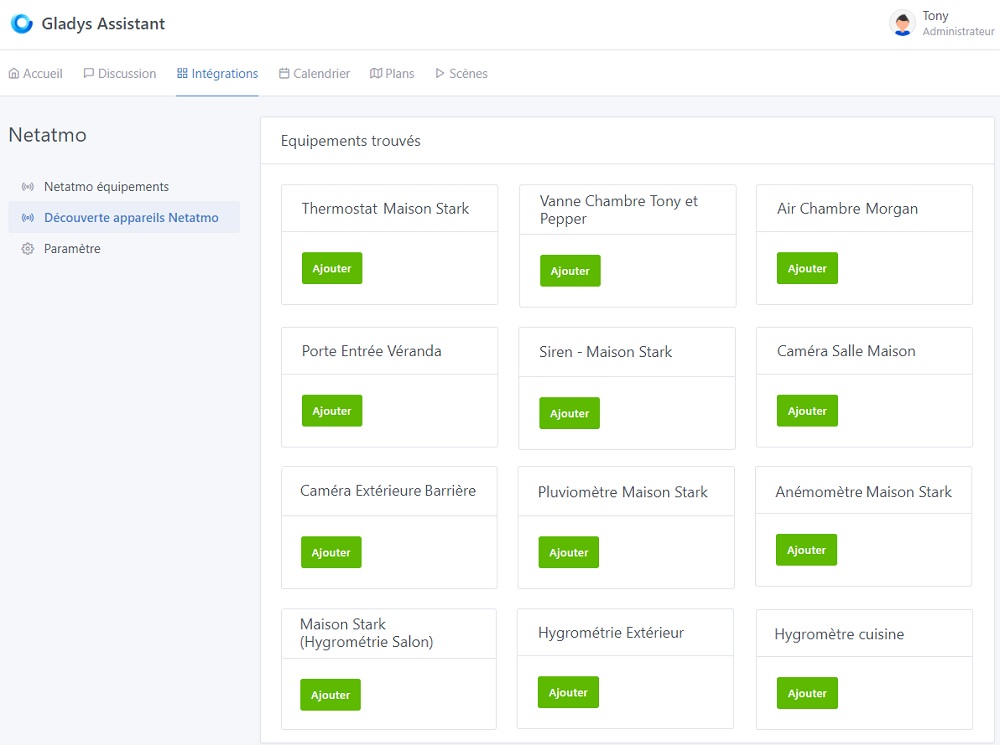 Gladys Assistant
Tony
Administrateur
Accueil
Discussion
Intégrations
Calendrier
Plans
Scènes
Netatmo
Netatmo équipements
Découverte appareils Netatmo
Paramètre
Equipements trouvés
Thermostat Maison Stark
Ajouter
Vanne Chambre Tony et
Pepper
Ajouter
Air Chambre Morgan
Ajouter
Porte Entrée Véranda
Ajouter
Siren - Maison Stark
Ajouter
Caméra Salle Maison
Ajouter
Caméra Extérieure Barrière
Ajouter
Pluviomètre Maison Stark
Ajouter
Anémomètre Maison Stark
Ajouter
Maison Stark
(Hygrométrie Salon)
Ajouter
Hygrométrie Extérieur
Ajouter
Hygromètre cuisine
Ajouter